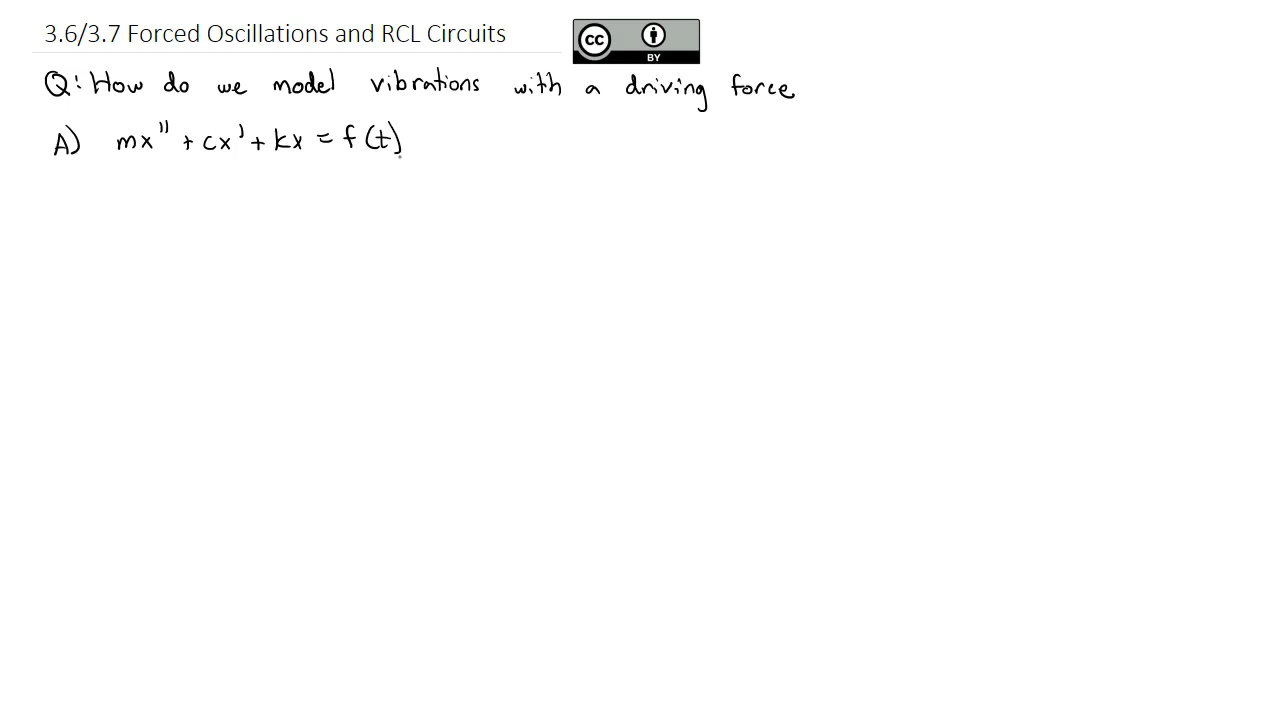 3.6/3.7 Forced Oscillations and RCL Circuits
cc BY
Q: How do we model vibrations with a driving force
A) mx'' + cx' + kx = f(t)